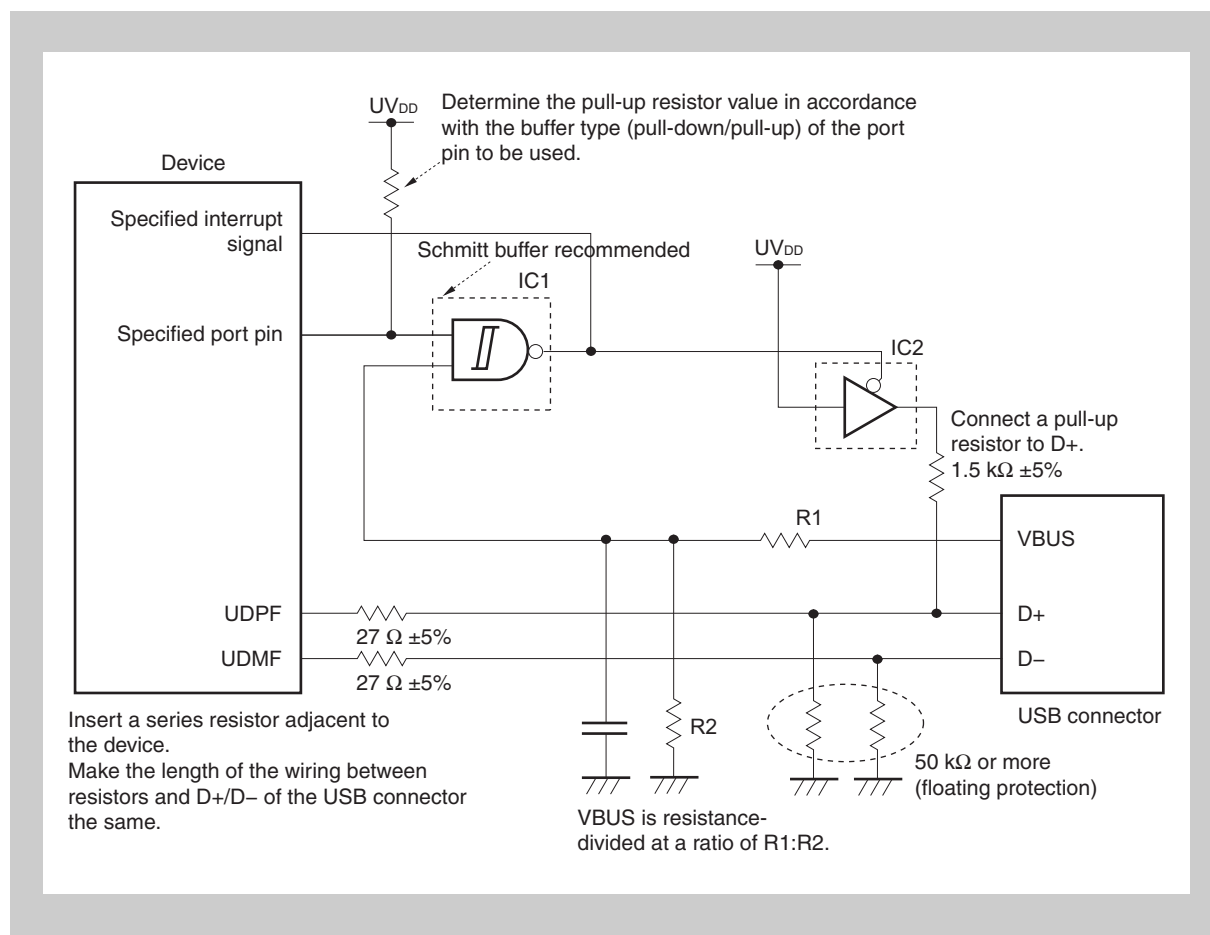 UVDD
Determine the pull-up resistor value in accordance
with the buffer type (pull-down/pull-up) of the port
pin to be used.
Device
Specified interrupt
signal
Schmitt buffer recommended
UVDD
IC1
Specified port pin
IC2
Connect a pull-up
resistor to D+.
1.5 kΩ ±5%
R1
VBUS
UDPF
27 Ω ±5%
D+
UDMF
27 Ω ±5%
D−
USB connector
Insert a series resistor adjacent to
the device.
Make the length of the wiring between
resistors and D+/D− of the USB connector
the same.
R2
50 kΩ or more
(floating protection)
VBUS is resistance-
divided at a ratio of R1:R2.